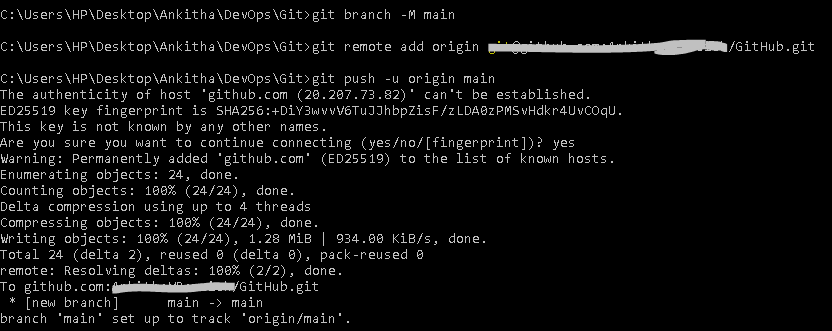 C:\Users\HP\Desktop\Ankitha\DevOps\Git>git branch -M main
C:\Users\HP\Desktop\Ankitha\DevOps\Git>git remote add origin /GitHub.git
C:\Users\HP\Desktop\Ankitha\DevOps\Git>git push -u origin main
The authenticity of host 'github.com (20.207.73.82)' can't be established.
ED25519 key fingerprint is SHA256:+DiY3wvvV6TuJJhbpZisF/zLDA0zPMSvHdkr4UvCOqU.
This key is not known by any other names.
Are you sure you want to continue connecting (yes/no/[fingerprint])? yes
Warning: Permanently added 'github.com' (ED25519) to the list of known hosts.
Enumerating objects: 24, done.
Counting objects: 100% (24/24), done.
Delta compression using up to 4 threads
Compressing objects: 100% (24/24), done.
Writing objects: 100% (24/24), 1.28 MiB | 934.00 KiB/s, done.
Total 24 (delta 2), reused 0 (delta 0), pack-reused 0
remote: Resolving deltas: 100% (2/2), done.
To github.com: /GitHub.git
 * [new branch]      main -> main
branch 'main' set up to track 'origin/main'.